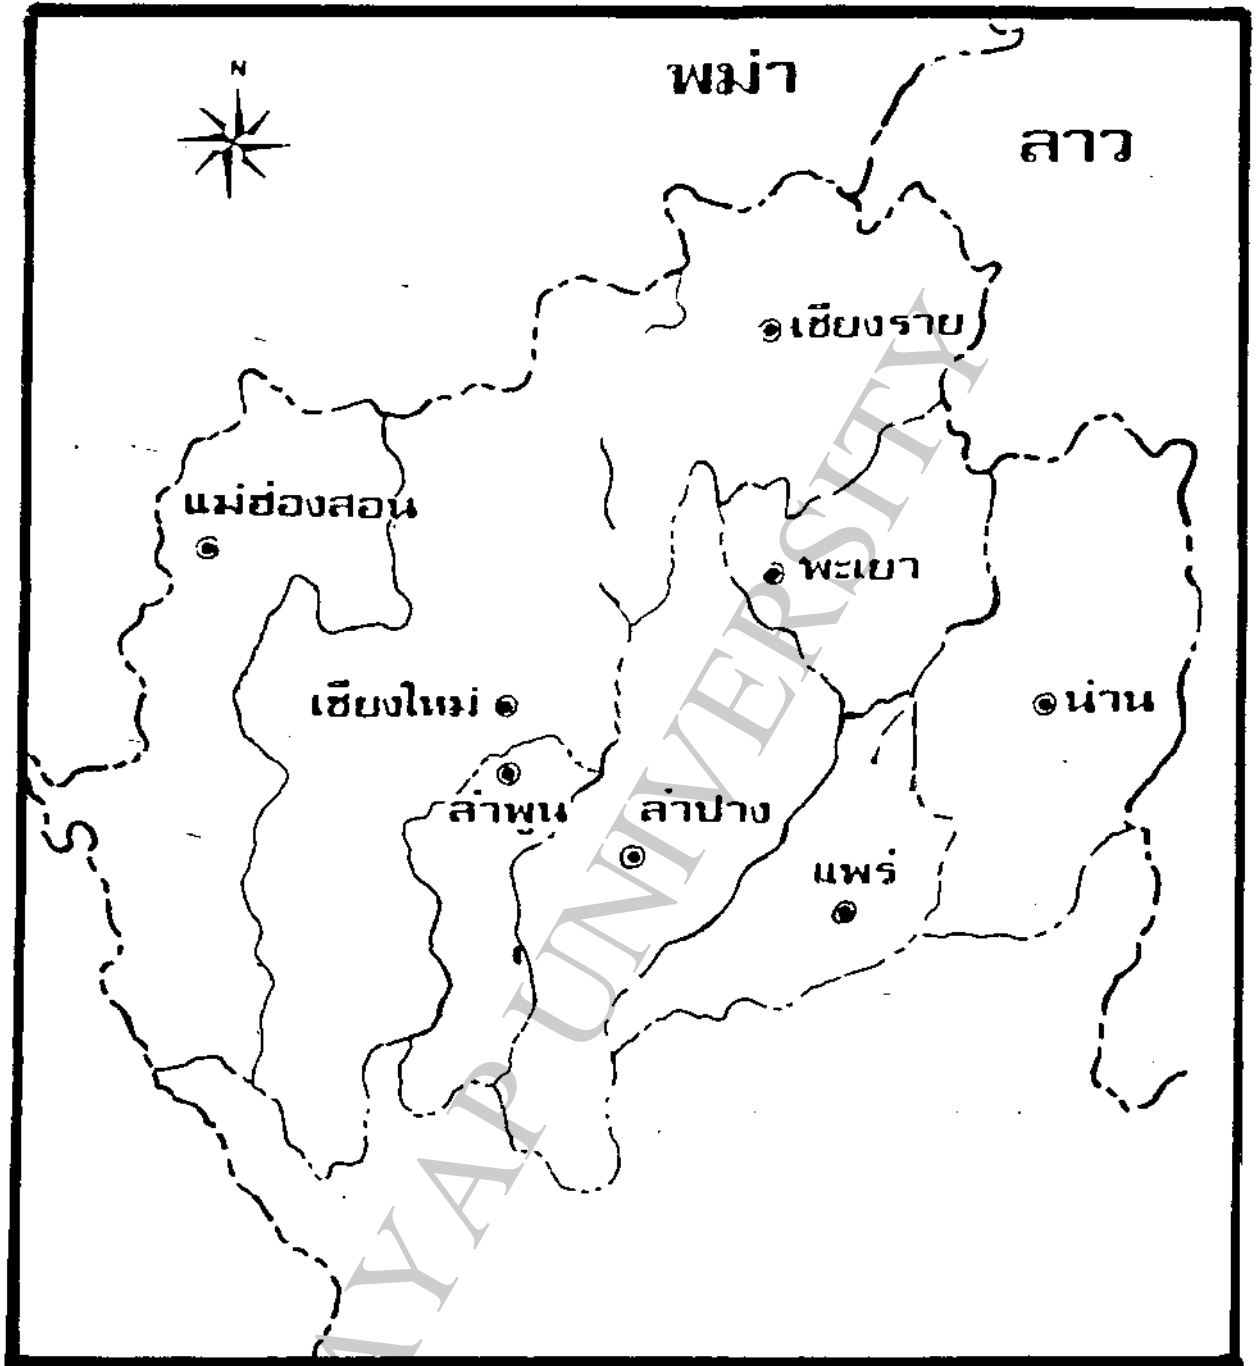 N
พม่า
ลาว
เชียงราย
แม่ฮ่องสอน
พะเยา
เชียงใหม่
น่าน
ลำพูน
ลำปาง
แพร่
YAP UNIVERSITY